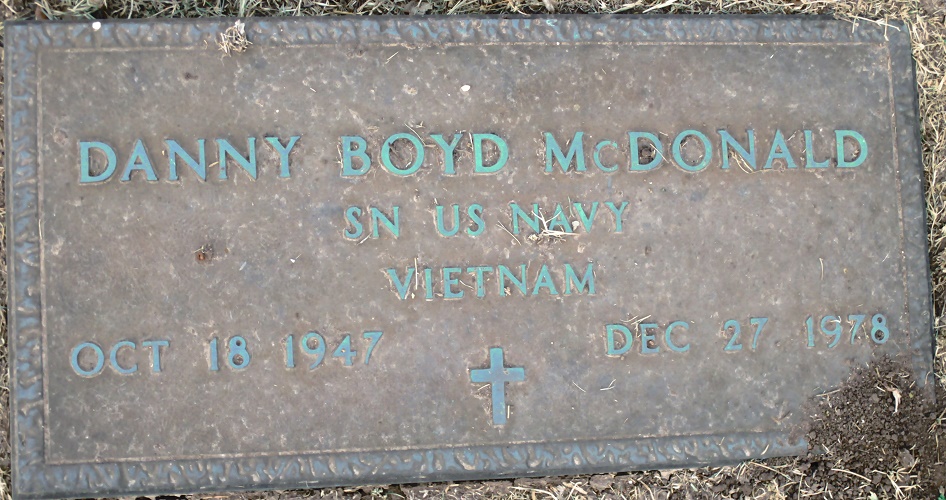 DANNY BOYD McDONALD
SN US NAVY
VIETNAM
OCT 18 1947 DEC 27 1978